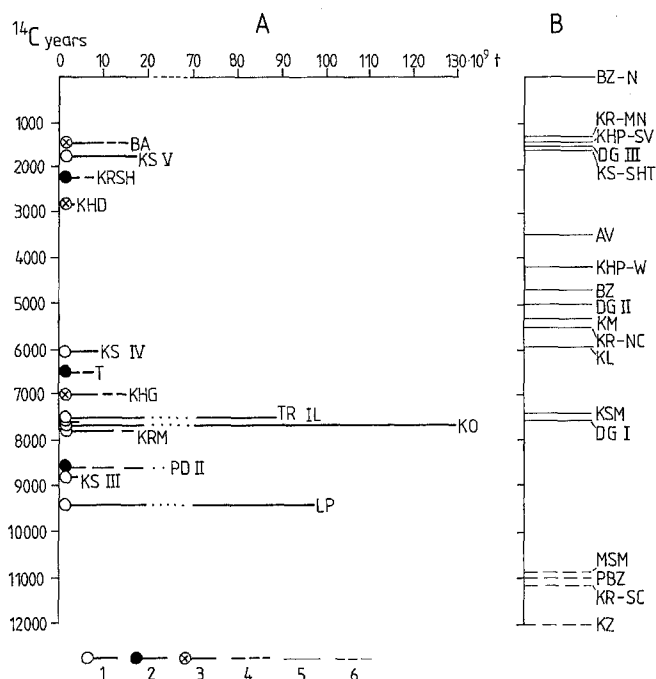 A
B
14C years
0 10 20 80 90 100 110 130·10⁹ t
1000
2000
3000
4000
5000
6000
7000
8000
9000
10000
11000
12000
BA
KS V
KRSH
KHD
KS IV
T
KHG
TR IL
KO
KRM
PD II
KS III
LP
BZ-N
KR-MN
KHP-SV
DG III
KS-SHT
AV
KHP-W
BZ
DG II
KM
KR-NC
KL
KSM
DG I
MSM
PBZ
KR-SC
KZ
1 2 3 4 5 6